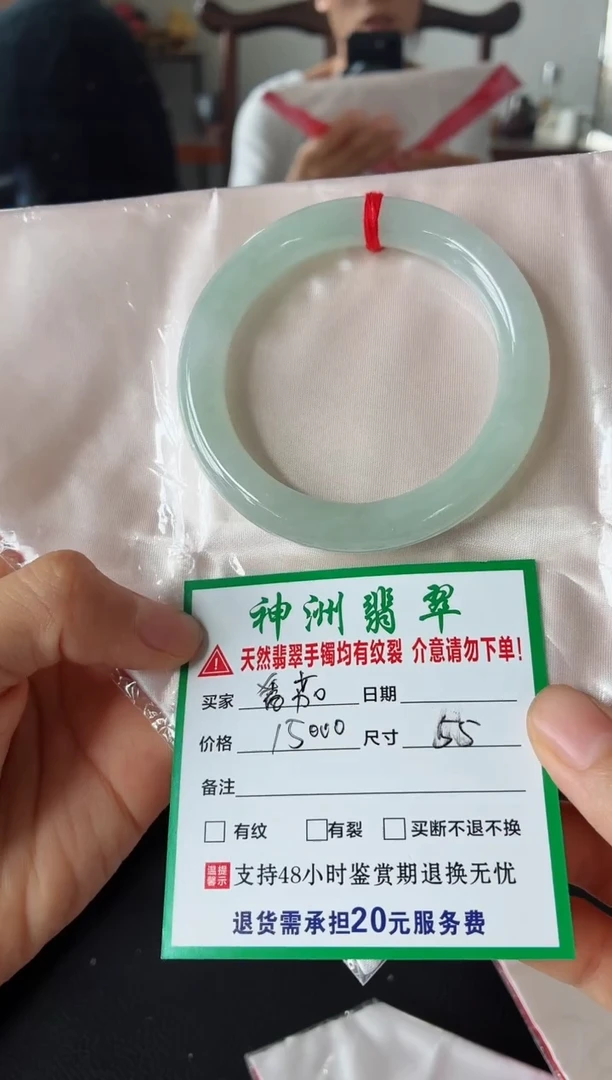 神洲翡翠
天然翡翠手镯均有纹裂 介意请勿下单!
买家 日期
价格 15000 尺寸 55
备注
有纹 有裂 买断不退不换
温馨提示 支持48小时鉴赏期退换无忧
退货需承担20元服务费